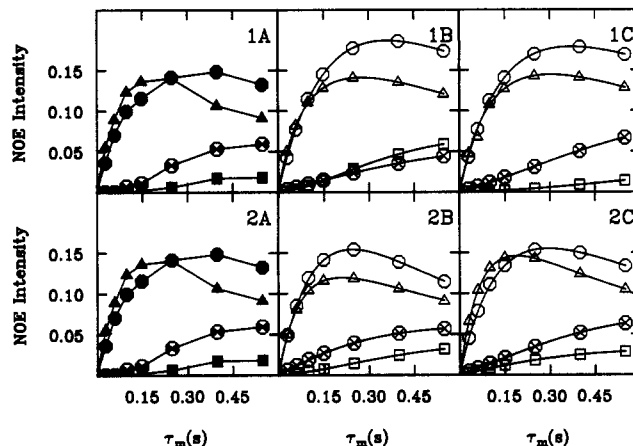 1A
1B
1C
NOE Intensity
0.15
0.10
0.05
2A
2B
2C
NOE Intensity
0.15
0.10
0.05
0.15 0.30 0.45
0.15 0.30 0.45
0.15 0.30 0.45
τm(s)
τm(s)
τm(s)